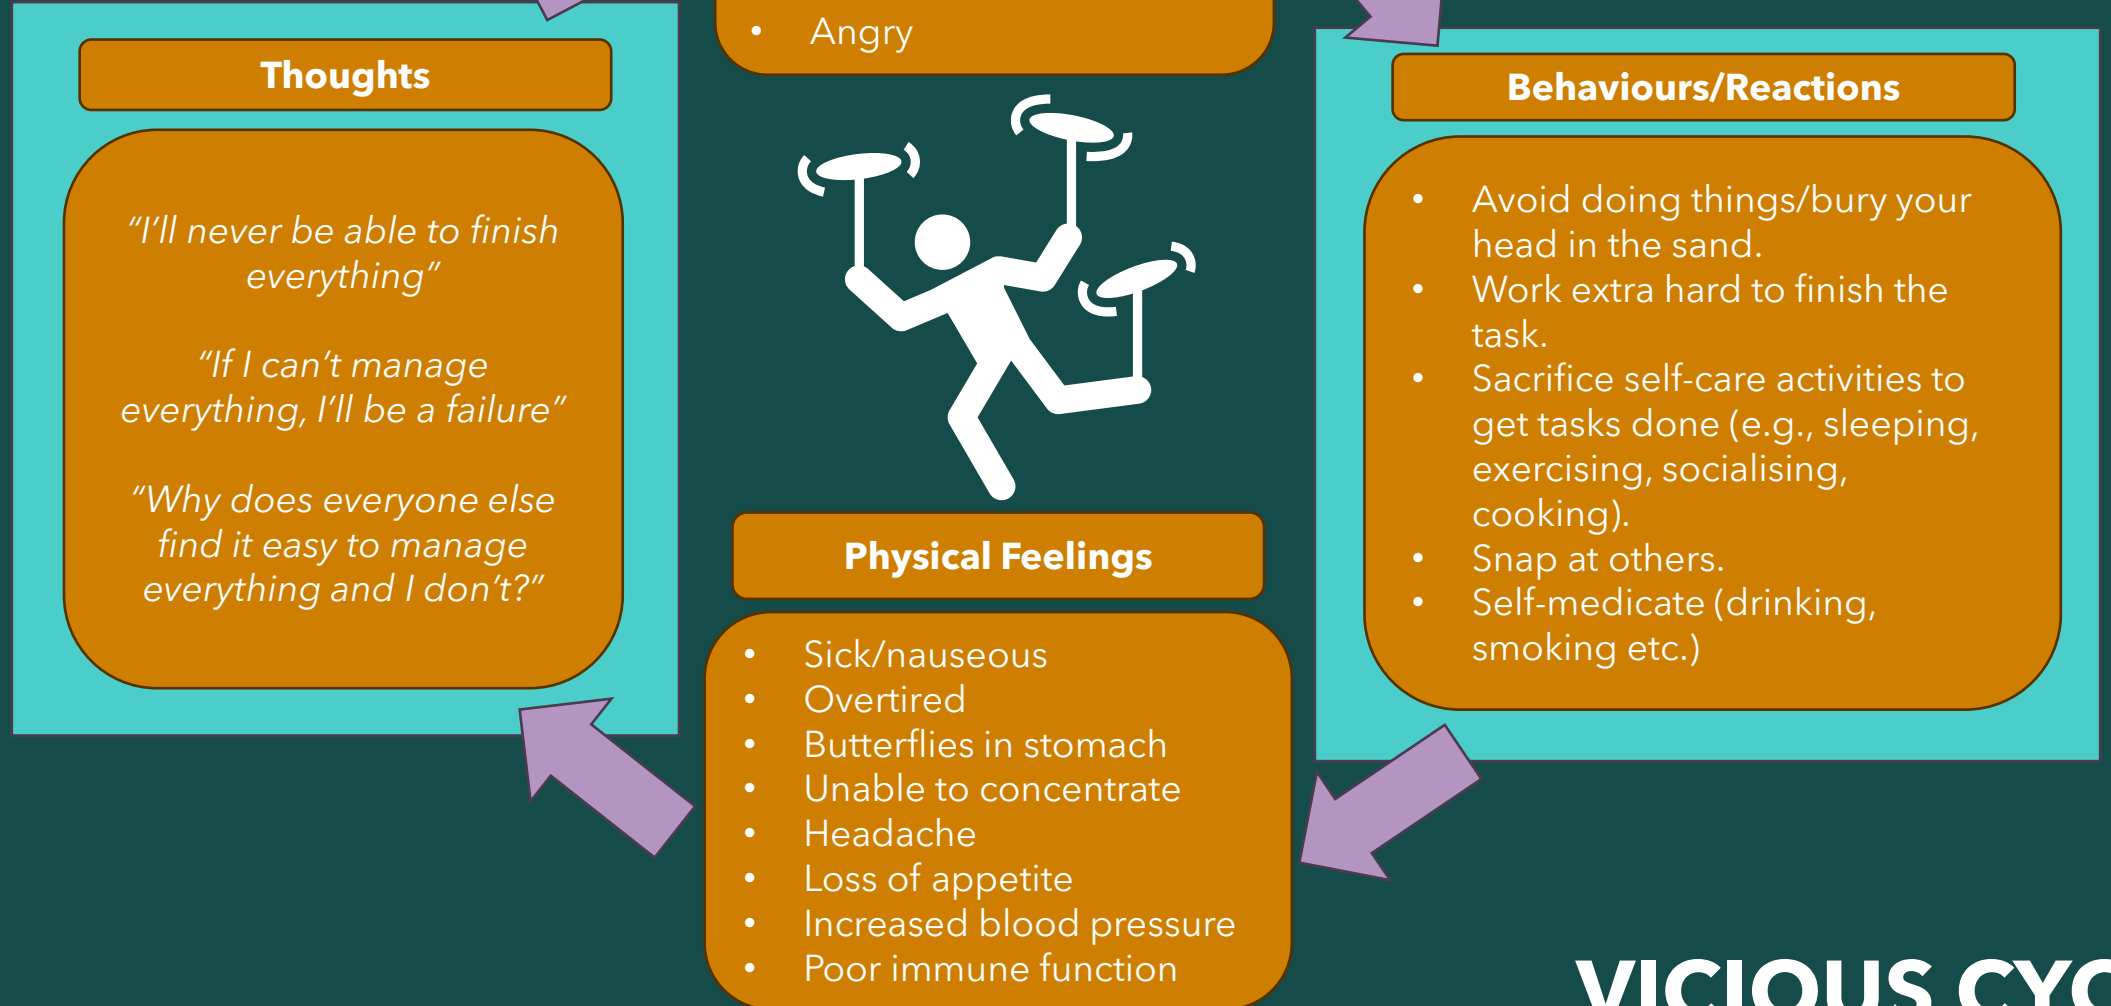 • Angry
Thoughts
“I’ll never be able to finish
everything”
“If I can’t manage
everything, I’ll be a failure”
“Why does everyone else
find it easy to manage
everything and I don’t?”
Behaviours/Reactions
• Avoid doing things/bury your
head in the sand.
• Work extra hard to finish the
task.
• Sacrifice self-care activities to
get tasks done (e.g., sleeping,
exercising, socialising,
cooking).
• Snap at others.
• Self-medicate (drinking,
smoking etc.)
Physical Feelings
• Sick/nauseous
• Overtired
• Butterflies in stomach
• Unable to concentrate
• Headache
• Loss of appetite
• Increased blood pressure
• Poor immune function
VICIOUS CYC